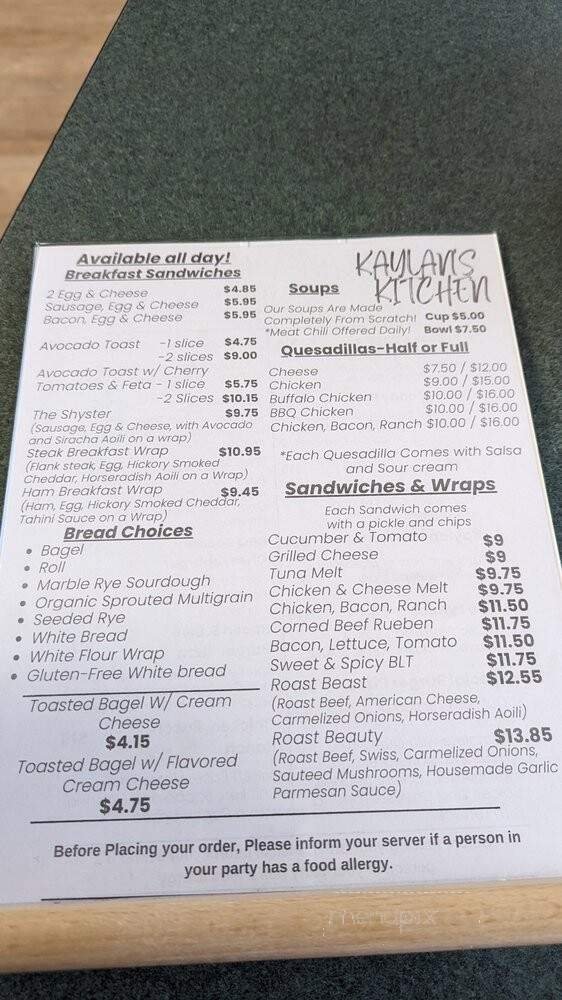 KAYLAN'S
KITCHEN
Available all day!
Breakfast Sandwiches
2 Egg & Cheese $4.85
Sausage, Egg & Cheese $5.95
Bacon, Egg & Cheese $5.95
Avocado Toast -1 slice $4.75
-2 slices $9.00
Avocado Toast w/ Cherry
Tomatoes & Feta - 1 slice $5.75
-2 Slices $10.15
The Shyster $9.75
(Sausage, Egg & Cheese, with Avocado
and Siracha Aoili on a wrap)
Steak Breakfast Wrap $10.95
(Flank steak, Egg, Hickory Smoked
Cheddar, Horseradish Aoili on a Wrap)
Ham Breakfast Wrap $9.45
(Ham, Egg, Hickory Smoked Cheddar,
Tahini Sauce on a Wrap)
Bread Choices
• Bagel
• Roll
• Marble Rye Sourdough
• Organic Sprouted Multigrain
• Seeded Rye
• White Bread
• White Flour Wrap
• Gluten-Free White bread
Toasted Bagel W/ Cream
Cheese
$4.15
Toasted Bagel w/ Flavored
Cream Cheese
$4.75
Soups
Our Soups Are Made
Completely From Scratch! Cup $5.00
*Meat Chili Offered Daily! Bowl $7.50
Quesadillas-Half or Full
Cheese $7.50 / $12.00
Chicken $9.00 / $15.00
Buffalo Chicken $10.00 / $16.00
BBQ Chicken $10.00 / $16.00
Chicken, Bacon, Ranch $10.00 / $16.00
*Each Quesadilla Comes with Salsa
and Sour cream
Sandwiches & Wraps
Each Sandwich comes
with a pickle and chips
Cucumber & Tomato $9
Grilled Cheese $9
Tuna Melt $9.75
Chicken & Cheese Melt $9.75
Chicken, Bacon, Ranch $11.50
Corned Beef Rueben $11.75
Bacon, Lettuce, Tomato $11.50
Sweet & Spicy BLT $11.75
Roast Beast $12.55
(Roast Beef, American Cheese,
Carmelized Onions, Horseradish Aoili)
Roast Beauty $13.85
(Roast Beef, Swiss, Carmelized Onions,
Sauteed Mushrooms, Housemade Garlic
Parmesan Sauce)
Before Placing your order, Please inform your server if a person in
your party has a food allergy.
menupix